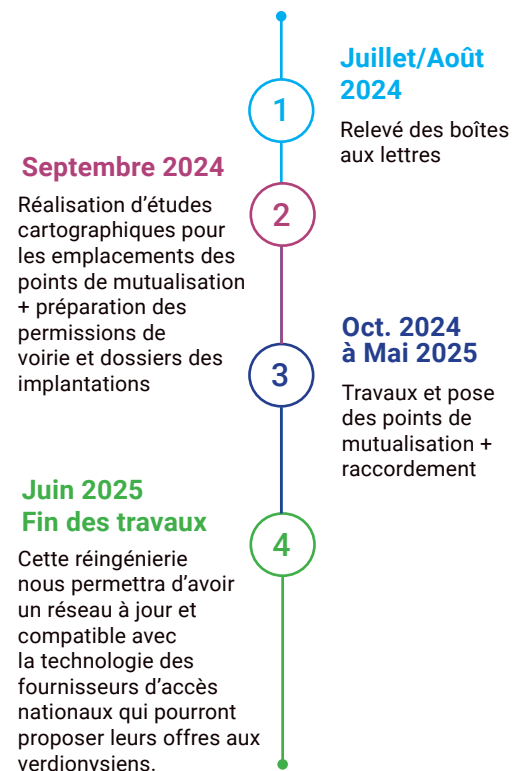 Juillet/Août
2024
1
Relevé des boîtes
aux lettres
Septembre 2024
2
Réalisation d'études
cartographiques pour
les emplacements des
points de mutualisation
+ préparation des
permissions de
voirie et dossiers des
implantations
Oct. 2024
à Mai 2025
3
Travaux et pose
des points de
mutualisation +
raccordement
Juin 2025
Fin des travaux
4
Cette réingénierie
nous permettra d'avoir
un réseau à jour et
compatible avec
la technologie des
fournisseurs d'accès
nationaux qui pourront
proposer leurs offres aux
verdionysiens.